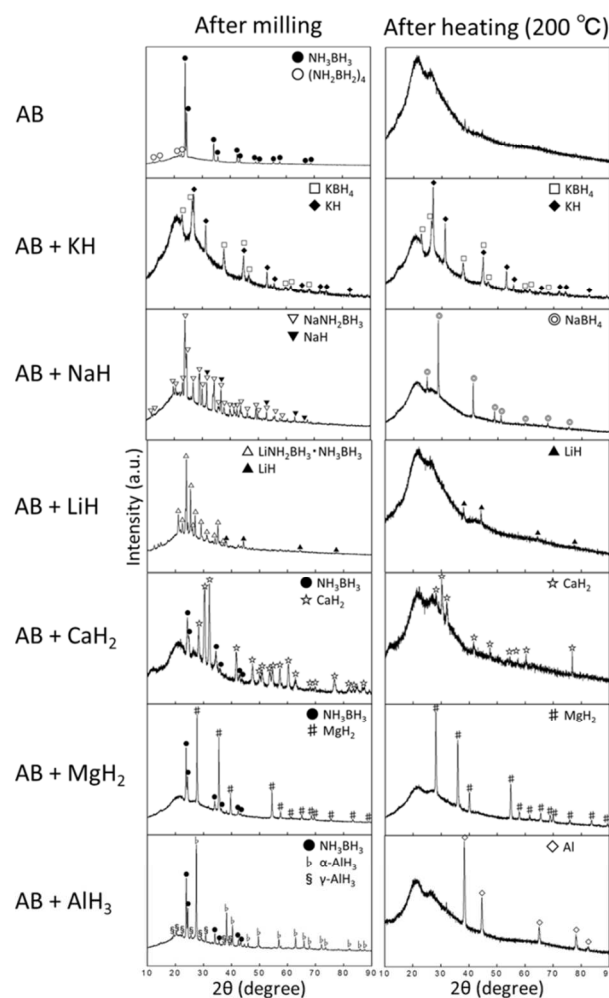 After milling
After heating (200 ℃)
AB
NH₃BH₃
(NH₂BH₂)₄
AB + KH
KBH₄
KH
KBH₄
KH
AB + NaH
NaNH₂BH₃
NaH
NaBH₄
AB + LiH
LiNH₂BH₃・NH₃BH₃
LiH
LiH
AB + CaH₂
NH₃BH₃
CaH₂
CaH₂
AB + MgH₂
NH₃BH₃
MgH₂
MgH₂
AB + AlH₃
NH₃BH₃
α-AlH₃
γ-AlH₃
Al
Intensity (a.u.)
10 20 30 40 50 60 70 80 90
10 20 30 40 50 60 70 80 90
2θ (degree)
2θ (degree)